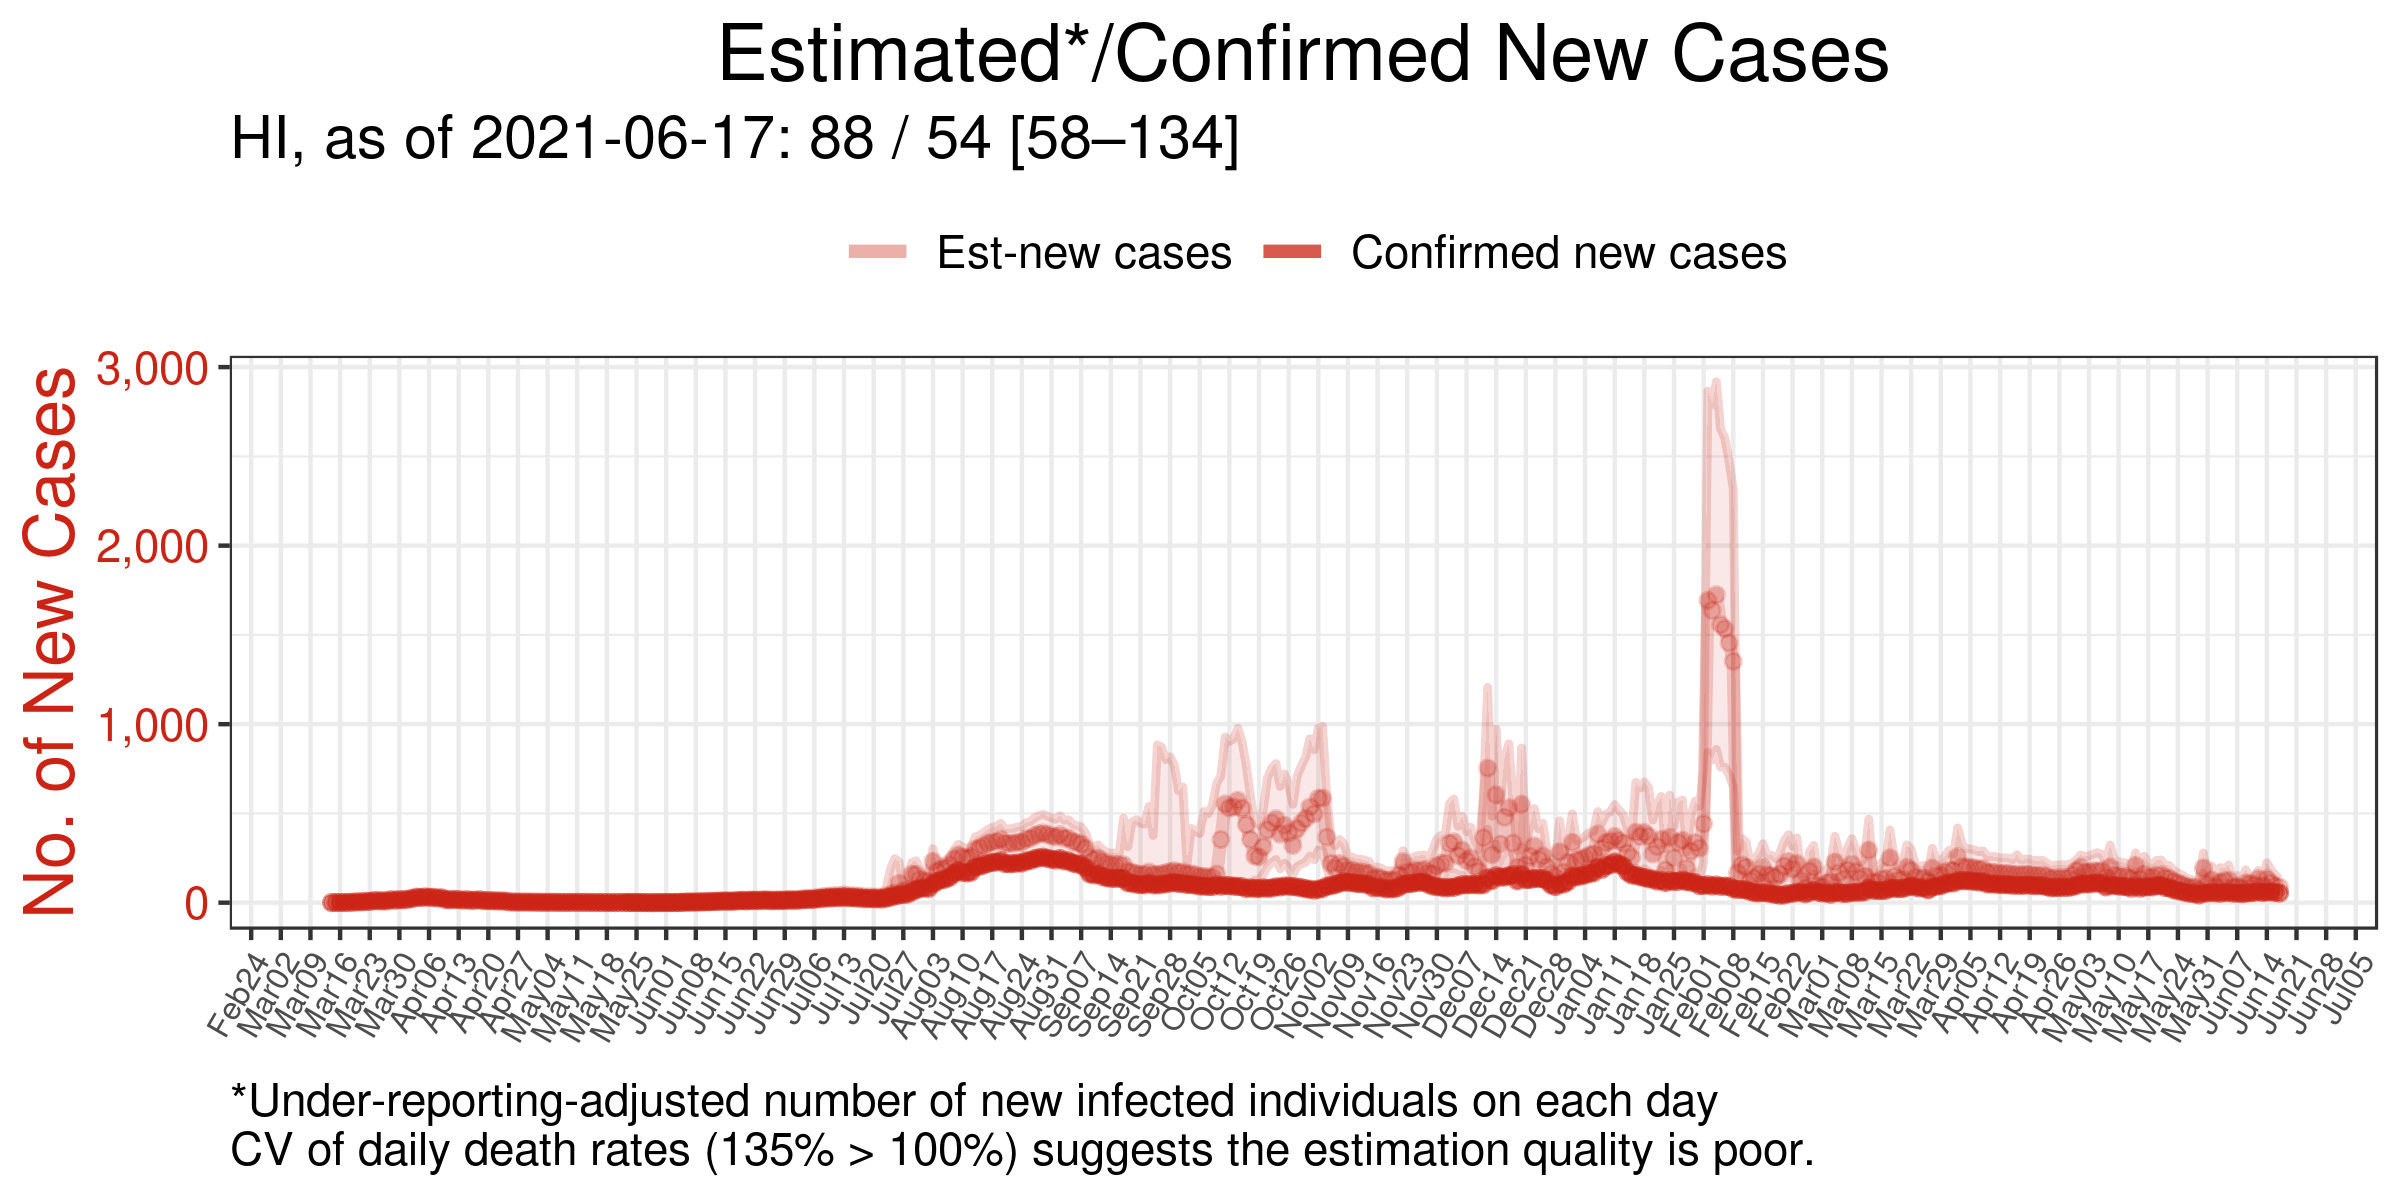 Estimated*/Confirmed New Cases
HI, as of 2021-06-17: 88 / 54 [58–134]
Est-new cases
Confirmed new cases
No. of New Cases
3,000
2,000
1,000
0
Feb24
Mar02
Mar09
Mar16
Mar23
Mar30
Apr06
Apr13
Apr20
Apr27
May04
May11
May18
May25
Jun01
Jun08
Jun15
Jun22
Jun29
Jul06
Jul13
Jul20
Jul27
Aug03
Aug10
Aug17
Aug24
Aug31
Sep07
Sep14
Sep21
Sep28
Oct05
Oct12
Oct19
Oct26
Nov02
Nov09
Nov16
Nov23
Nov30
Dec07
Dec14
Dec21
Dec28
Jan04
Jan11
Jan18
Jan25
Feb01
Feb08
Feb15
Feb22
Mar01
Mar08
Mar15
Mar22
Mar29
Apr05
Apr12
Apr19
Apr26
May03
May10
May17
May24
May31
Jun07
Jun14
Jun21
Jun28
Jul05
*Under-reporting-adjusted number of new infected individuals on each day
CV of daily death rates (135% > 100%) suggests the estimation quality is poor.